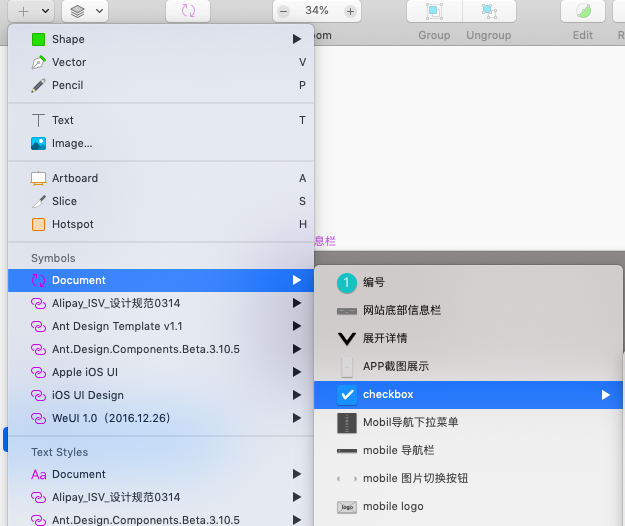 34%
oom
Group
Ungroup
Edit
R
Shape
Vector V
Pencil P
Text T
Image...
Artboard A
Slice S
Hotspot H
息栏
Symbols
Document
Alipay_ISV_设计规范0314
Ant Design Template v1.1
Ant.Design.Components.Beta.3.10.5
Apple iOS UI
iOS UI Design
WeUI 1.0（2016.12.26）
Text Styles
Aa Document
Alipay_ISV_设计规范0314
Ant.Design.Components.Beta.3.10.5
1 编号
网站底部信息栏
展开详情
APP截图展示
checkbox
Mobil导航下拉菜单
mobile 导航栏
mobile 图片切换按钮
logo mobile logo